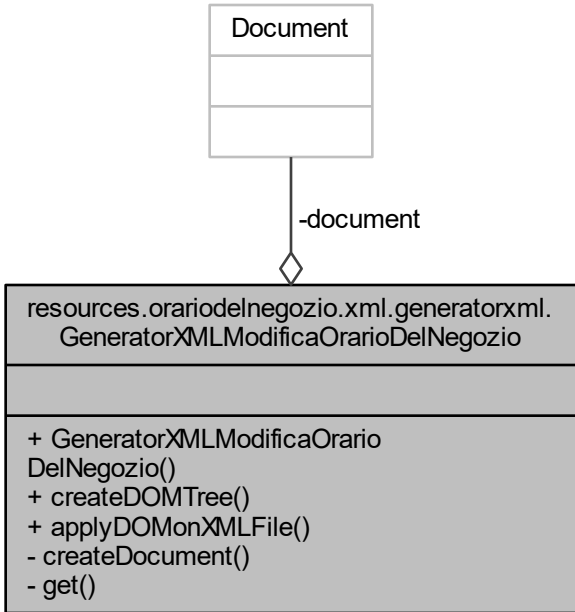 Document
-document
resources.orariodelnegozio.xml.generatorxml.
GeneratorXMLModificaOrarioDelNegozio
+ GeneratorXMLModificaOrario
DelNegozio()
+ createDOMTree()
+ applyDOMonXMLFile()
- createDocument()
- get()